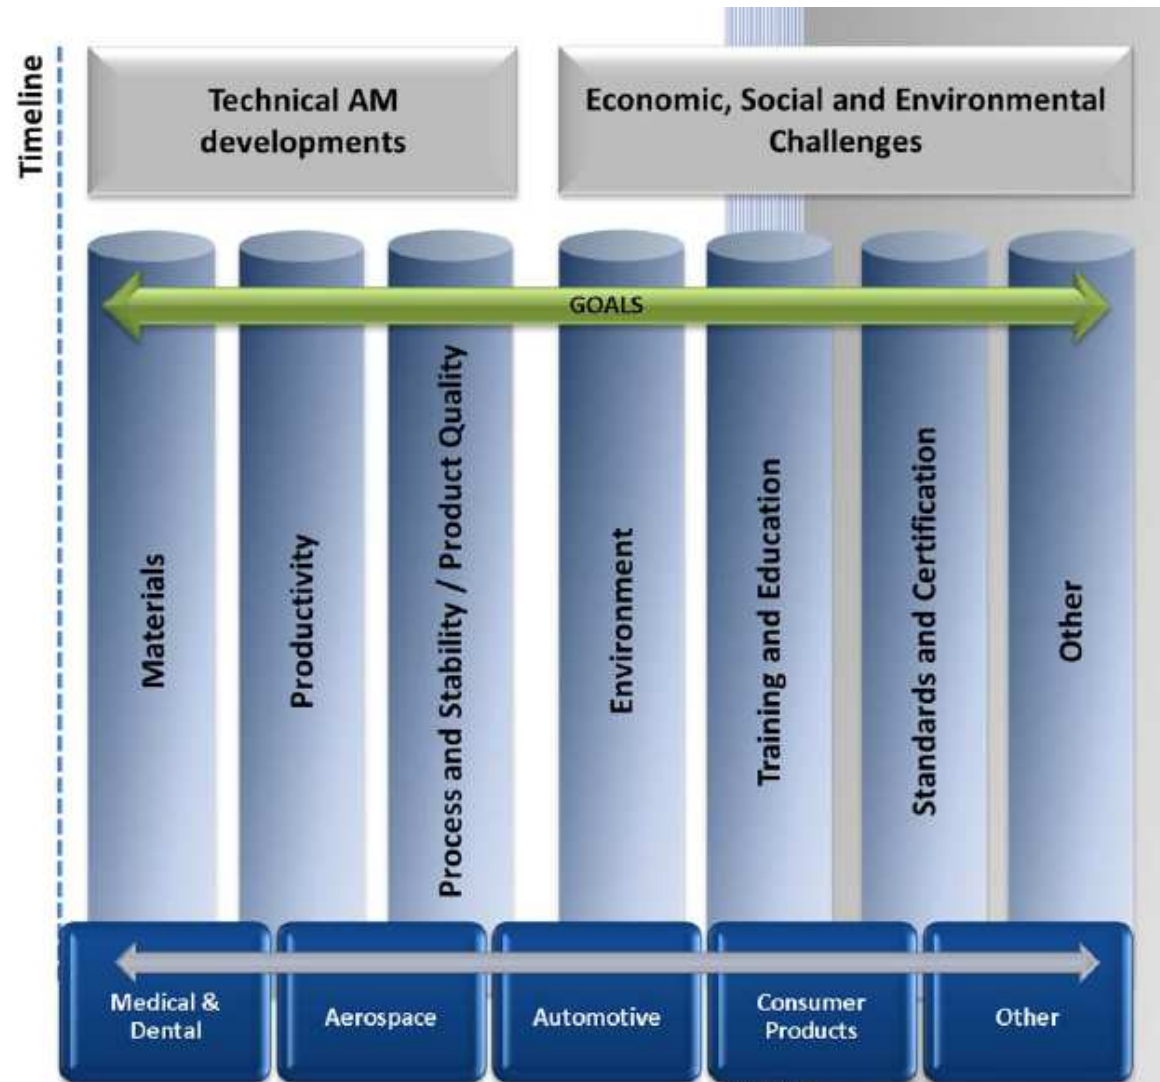 Timeline
Technical AM
developments
Economic, Social and Environmental
Challenges
GOALS
Materials
Productivity
Process and Stability / Product Quality
Environment
Training and Education
Standards and Certification
Other
Medical &
Dental
Aerospace
Automotive
Consumer
Products
Other